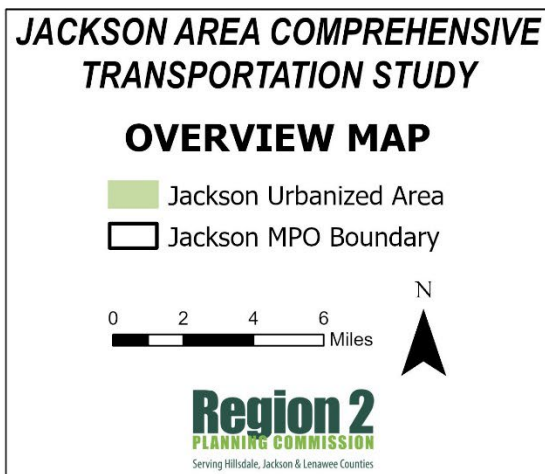 JACKSON AREA COMPREHENSIVE
TRANSPORTATION STUDY
OVERVIEW MAP
Jackson Urbanized Area
Jackson MPO Boundary
N
0 2 4 6
Miles
Region 2
PLANNING COMMISSION
Serving Hillsdale, Jackson & Lenawee Counties